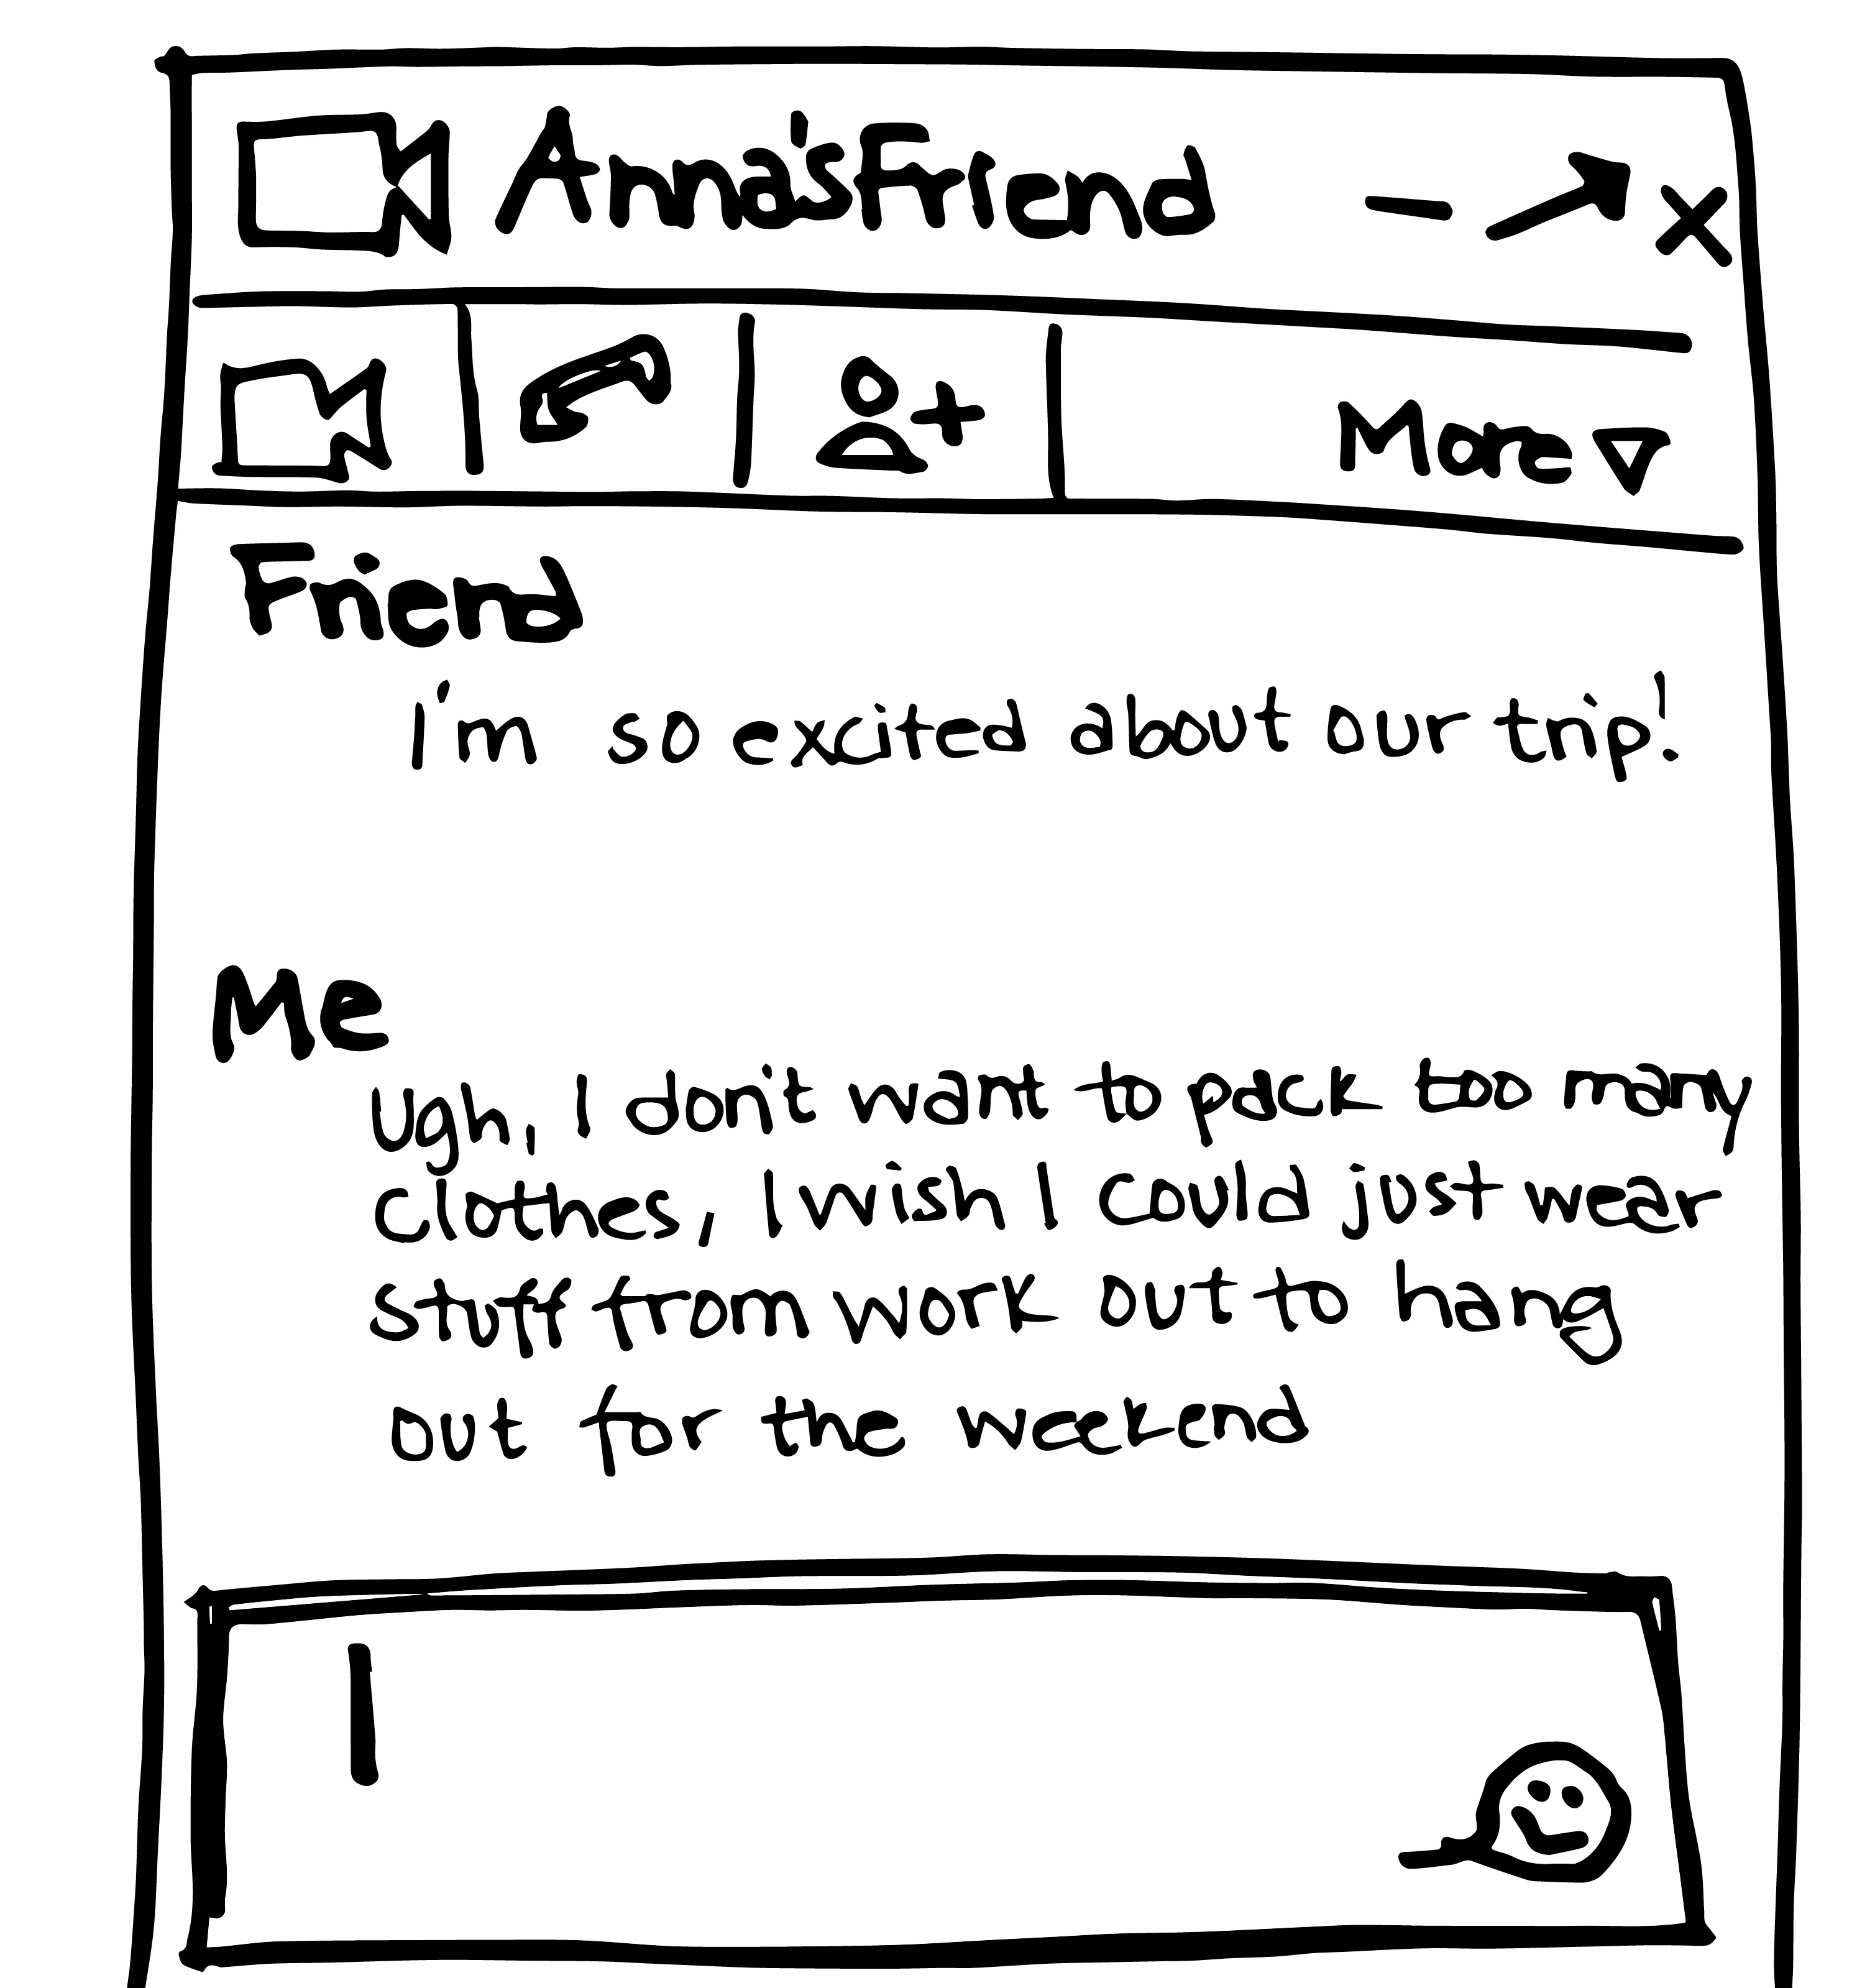 Anna's Friend
More
Friend
I'm so excited about our trip!
Me
Ugh, I don't want to pack too many
clothes, I wish I could just wear
stuff from work out to hang
out for the weekend